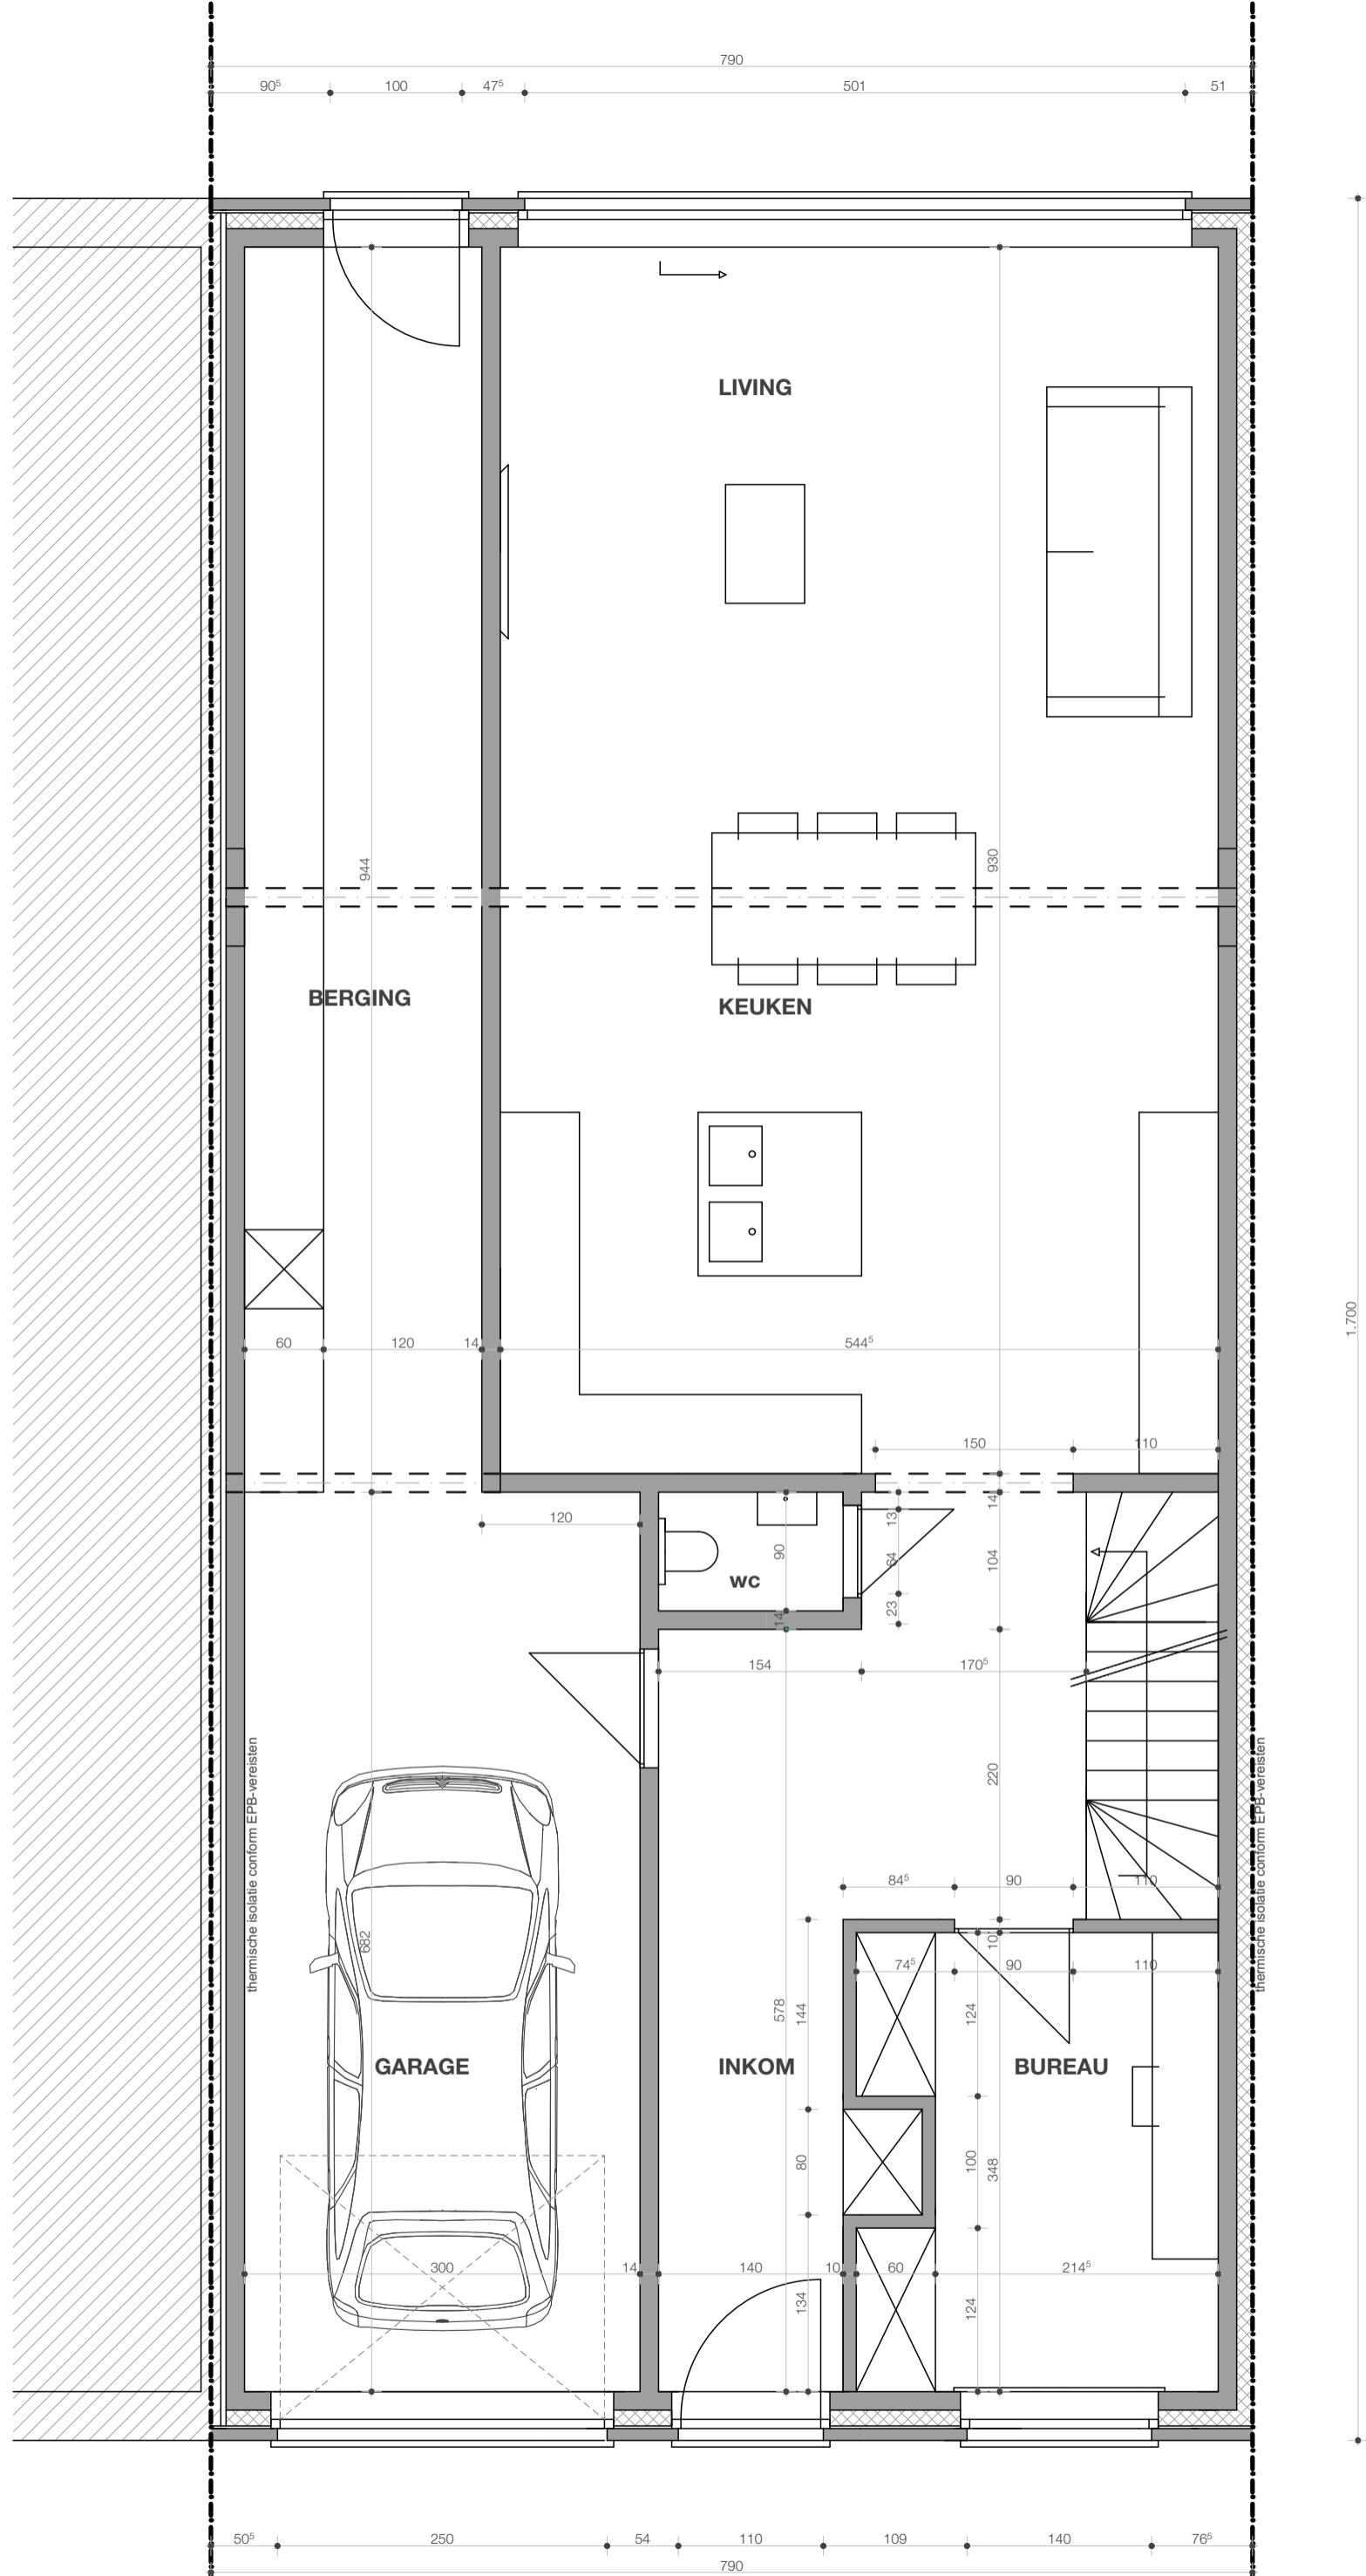 790
90⁵ 100 47⁵ 501 51
LIVING
944
930
BERGING
KEUKEN
1.700
60 120 14 544⁵
150 110
120
14
13
90
64
104
wc
23
14
154 170⁵
220
thermische isolatie conform EPB-vereisten
thermische isolatie conform EPB-vereisten
84⁵ 90 110
682
10
74⁵ 90 110
578
144
124
GARAGE
INKOM
BUREAU
80
100
348
300 14 140 10 60 214⁵
134
124
50⁵ 250 54 110 109 140 76⁵
790